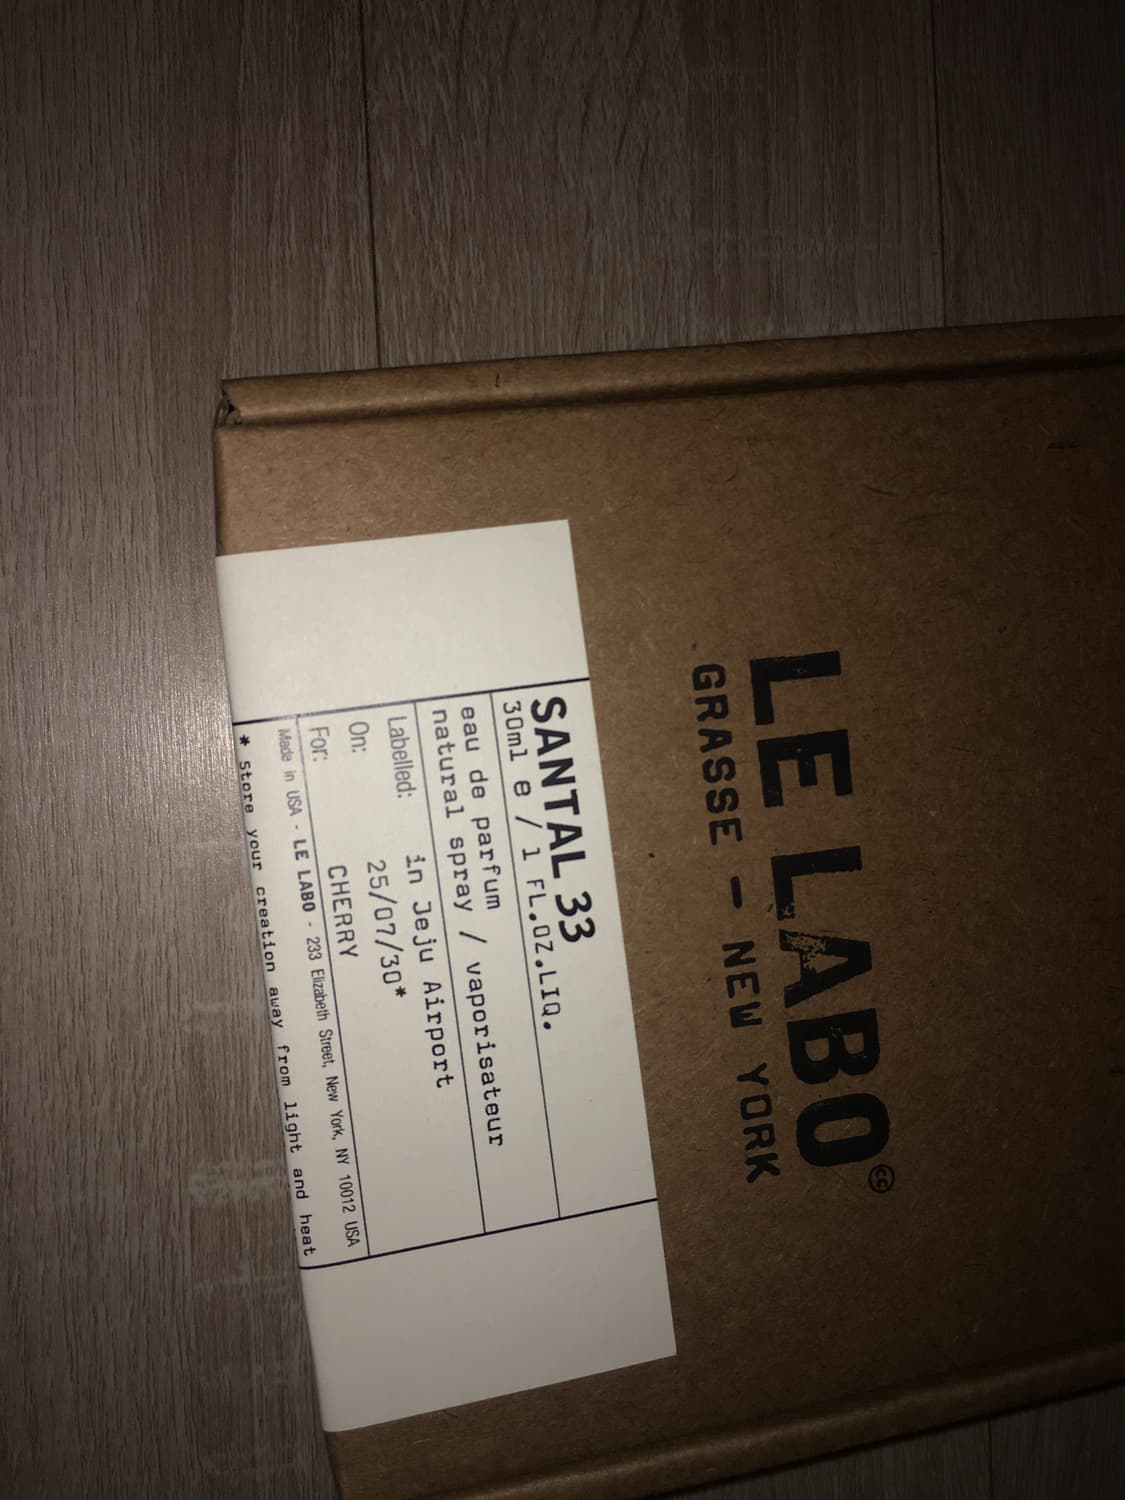 LE LABO cc
GRASSE – NEW YORK
SANTAL 33
30ml e / 1 FL.OZ.LIQ.
eau de parfum
natural spray / vaporisateur
Labelled: in Jeju Airport
On: 25/07/30*
For: CHERRY
Made in USA - LE LABO - 233 Elizabeth Street, New York, NY 10012 USA
* Store your creation away from light and heat